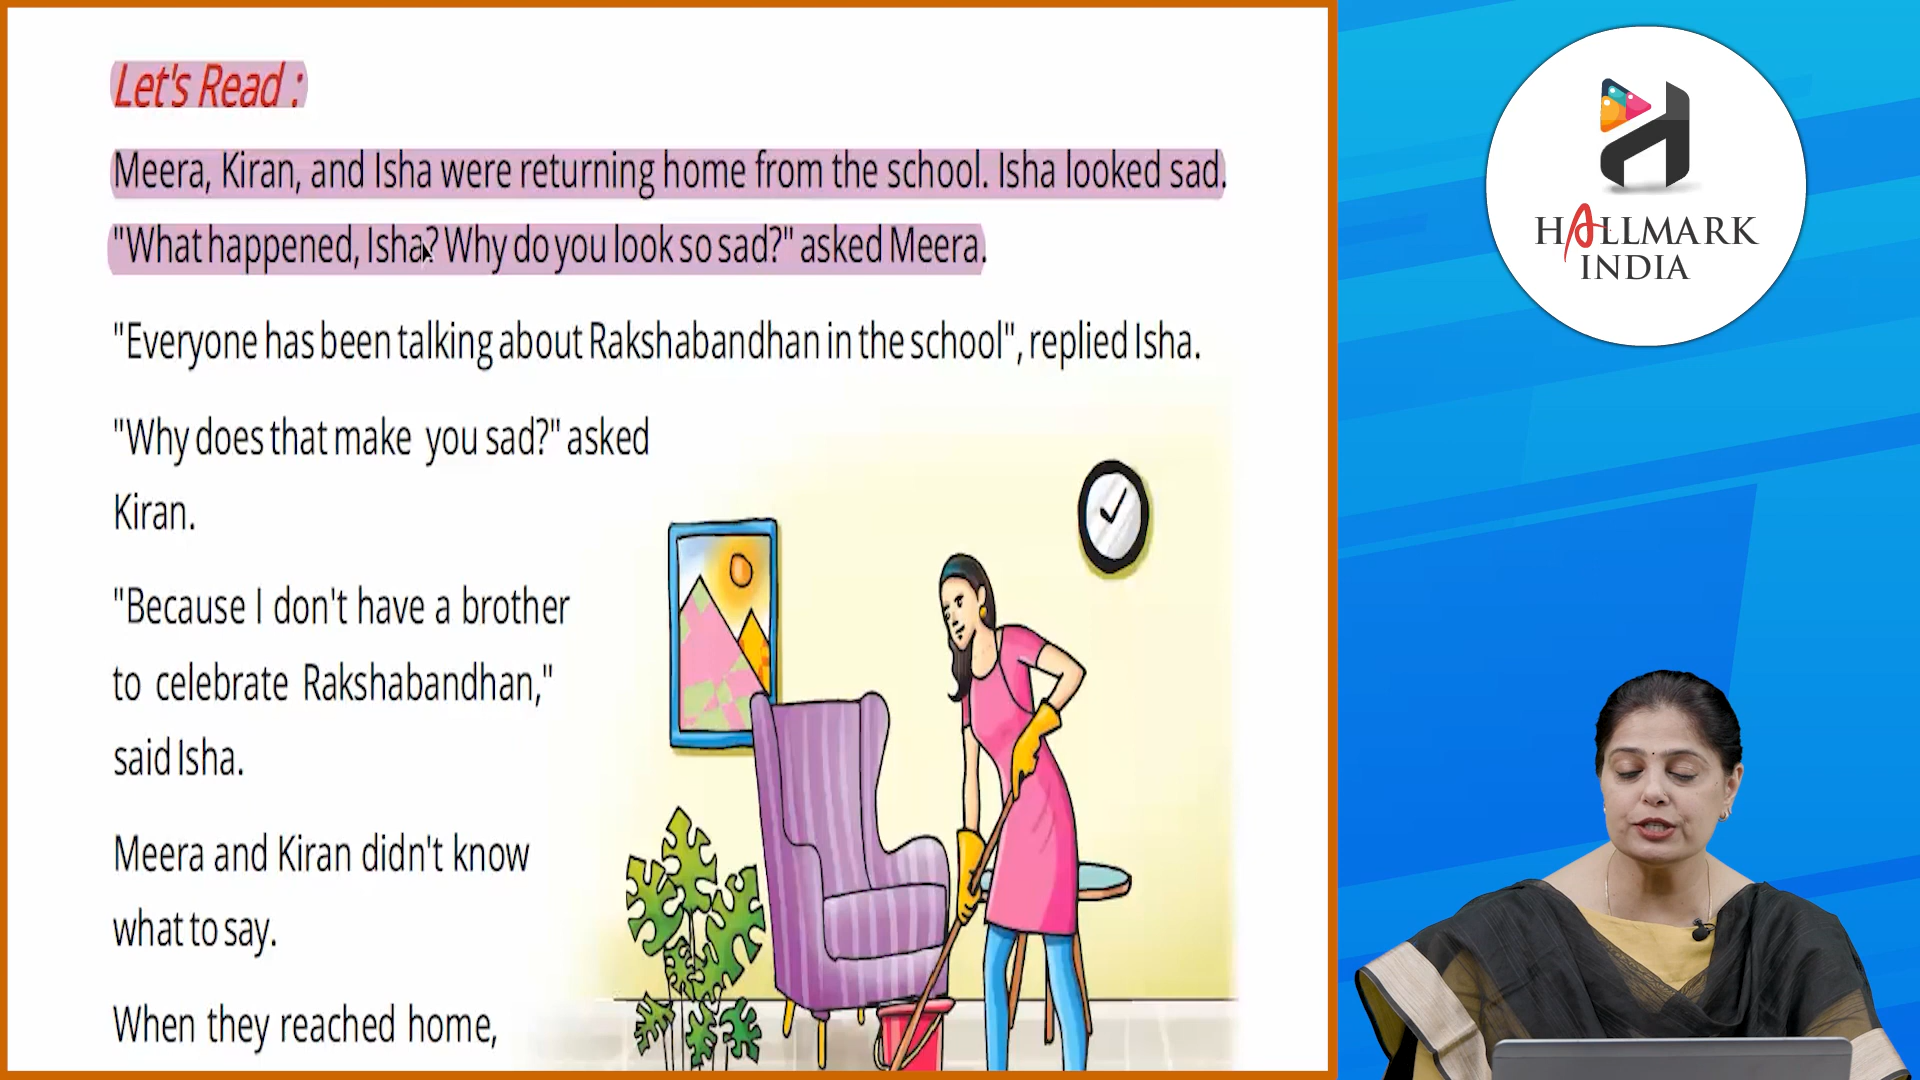 Let's Read :
Meera, Kiran, and Isha were returning home from the school. Isha looked sad.
"What happened, Isha? Why do you look so sad?" asked Meera.
"Everyone has been talking about Rakshabandhan in the school", replied Isha.
"Why does that make you sad?" asked
Kiran.
"Because I don't have a brother
to celebrate Rakshabandhan,"
said Isha.
Meera and Kiran didn't know
what to say.
When they reached home,
HALLMARK
INDIA